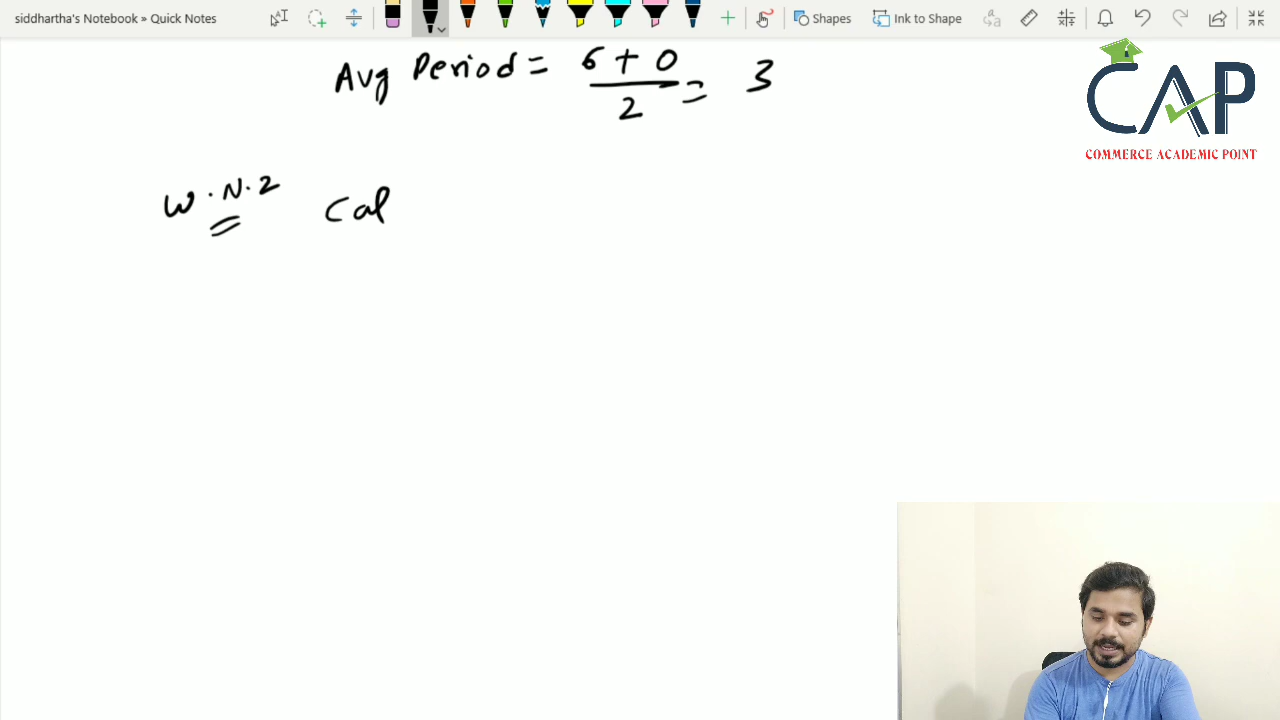 siddhartha's Notebook » Quick Notes
Shapes
Ink to Shape
Avg Period = 6 + 0 / 2 = 3
CAP
COMMERCE ACADEMIC POINT
W.N.2 Cal